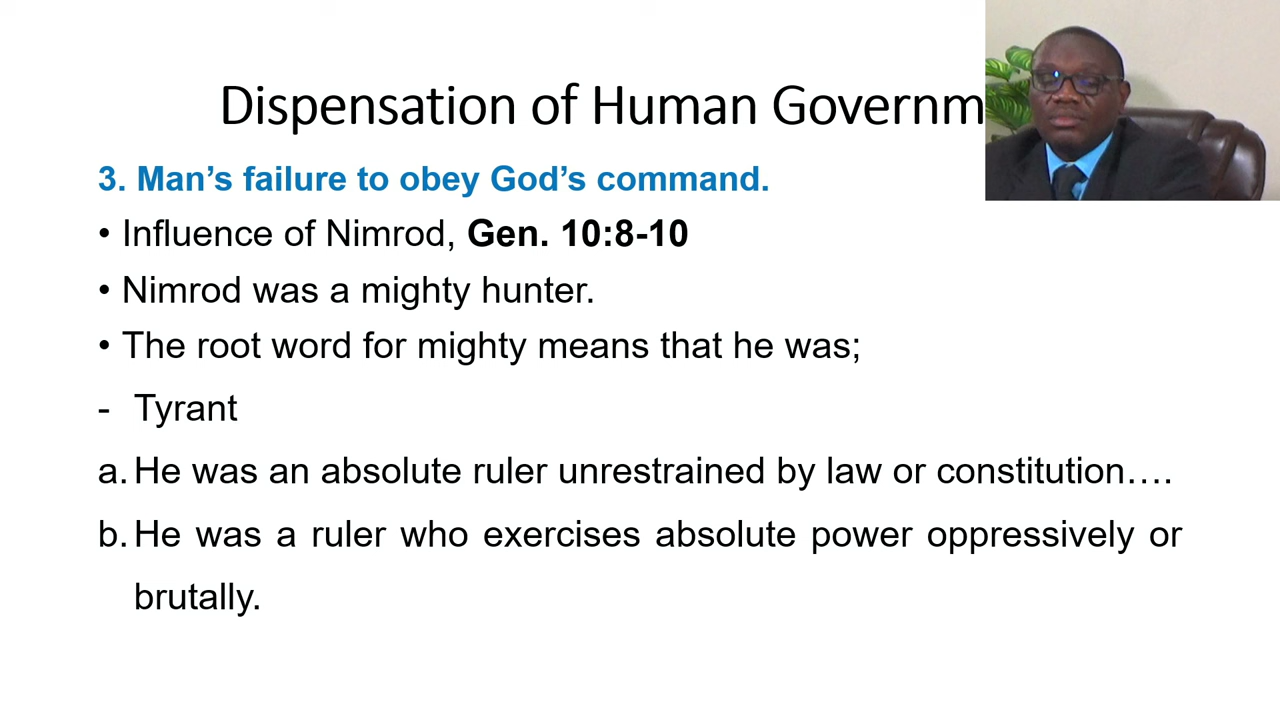 Dispensation of Human Governm
3. Man’s failure to obey God’s command.
• Influence of Nimrod, Gen. 10:8-10
• Nimrod was a mighty hunter.
• The root word for mighty means that he was;
- Tyrant
a. He was an absolute ruler unrestrained by law or constitution….
b. He was a ruler who exercises absolute power oppressively or
brutally.